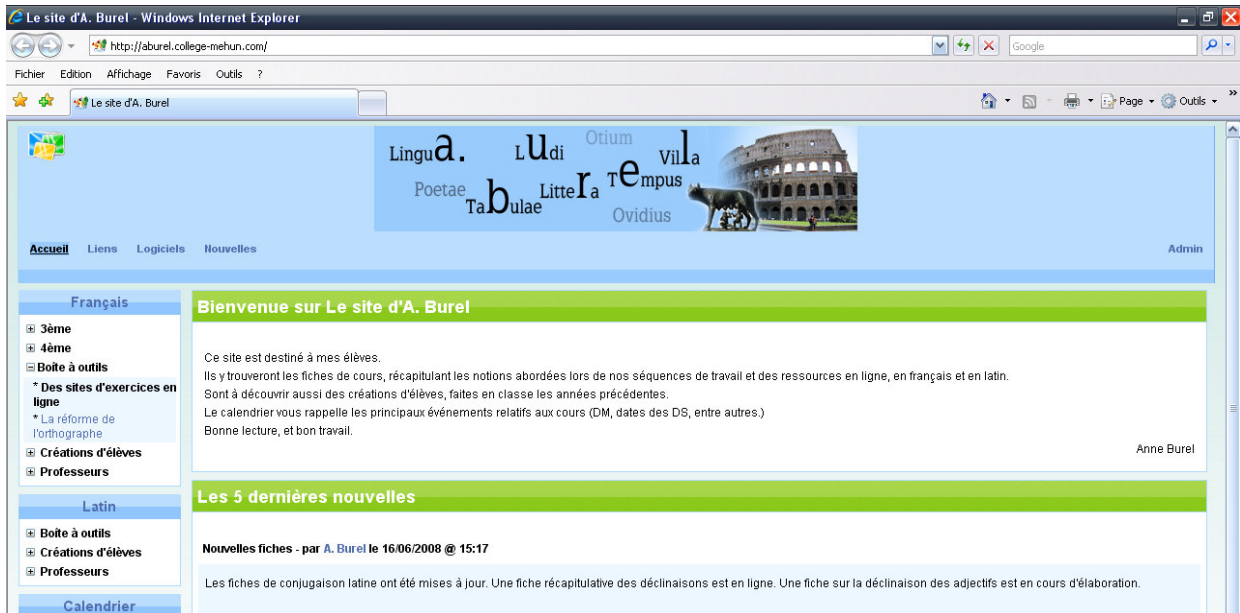 Le site d'A. Burel - Windows Internet Explorer
http://aburel.college-mehun.com/
Google
Fichier Edition Affichage Favoris Outils ?
Le site d'A. Burel
Page Outils »
Lingua. Ludi Otium Villa
Poetae Tabulae Littera Tempus
Ovidius
Accueil Liens Logiciels Nouvelles Admin
Français
3ème
4ème
Boîte à outils
* Des sites d'exercices en
ligne
* La réforme de
l'orthographe
Créations d'élèves
Professeurs
Latin
Boîte à outils
Créations d'élèves
Professeurs
Calendrier
Bienvenue sur Le site d'A. Burel
Ce site est destiné à mes élèves.
Ils y trouveront les fiches de cours, récapitulant les notions abordées lors de nos séquences de travail et des ressources en ligne, en français et en latin.
Sont à découvrir aussi des créations d'élèves, faites en classe les années précédentes.
Le calendrier vous rappelle les principaux événements relatifs aux cours (DM, dates des DS, entre autres.)
Bonne lecture, et bon travail.
Anne Burel
Les 5 dernières nouvelles
Nouvelles fiches - par A. Burel le 16/06/2008 @ 15:17
Les fiches de conjugaison latine ont été mises à jour. Une fiche récapitulative des déclinaisons est en ligne. Une fiche sur la déclinaison des adjectifs est en cours d'élaboration.